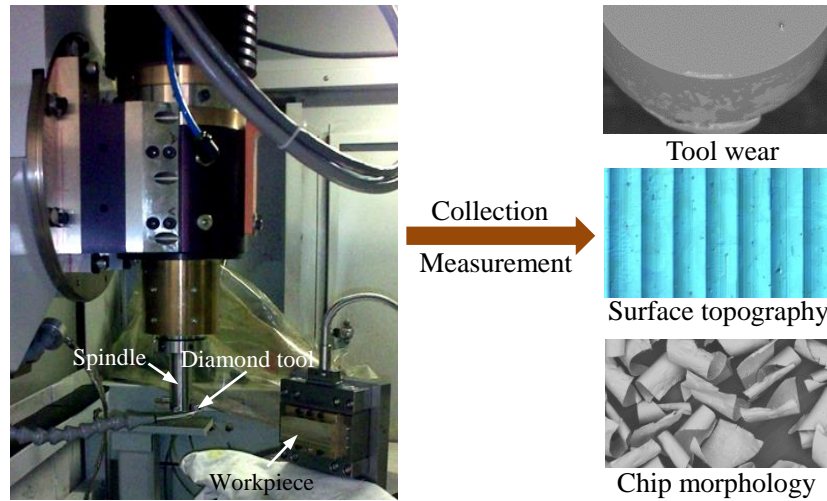 Spindle
Diamond tool
Workpiece
Collection
Measurement
Tool wear
Surface topography
Chip morphology